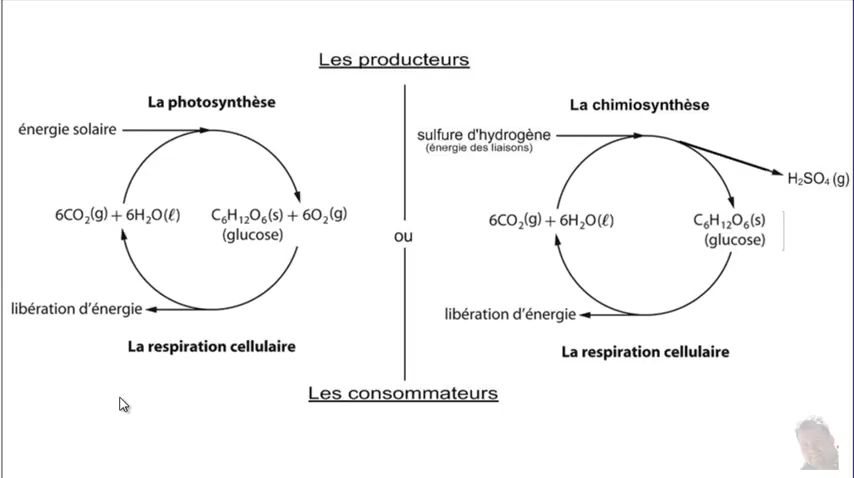 Les producteurs
La photosynthèse
énergie solaire
6CO₂(g) + 6H₂O(ℓ)
C₆H₁₂O₆(s) + 6O₂(g)
(glucose)
libération d'énergie
La respiration cellulaire
ou
La chimiosynthèse
sulfure d'hydrogène
(énergie des liaisons)
H₂SO₄ (g)
6CO₂(g) + 6H₂O(ℓ)
C₆H₁₂O₆(s)
(glucose)
libération d'énergie
La respiration cellulaire
Les consommateurs